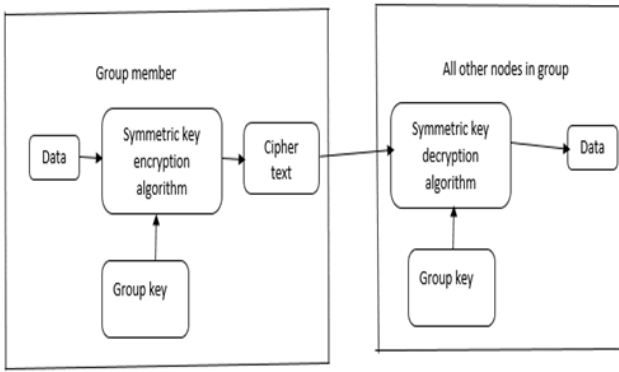 Group member
Data
Symmetric key
encryption
algorithm
Cipher
text
Group key
All other nodes in group
Symmetric key
decryption
algorithm
Data
Group key